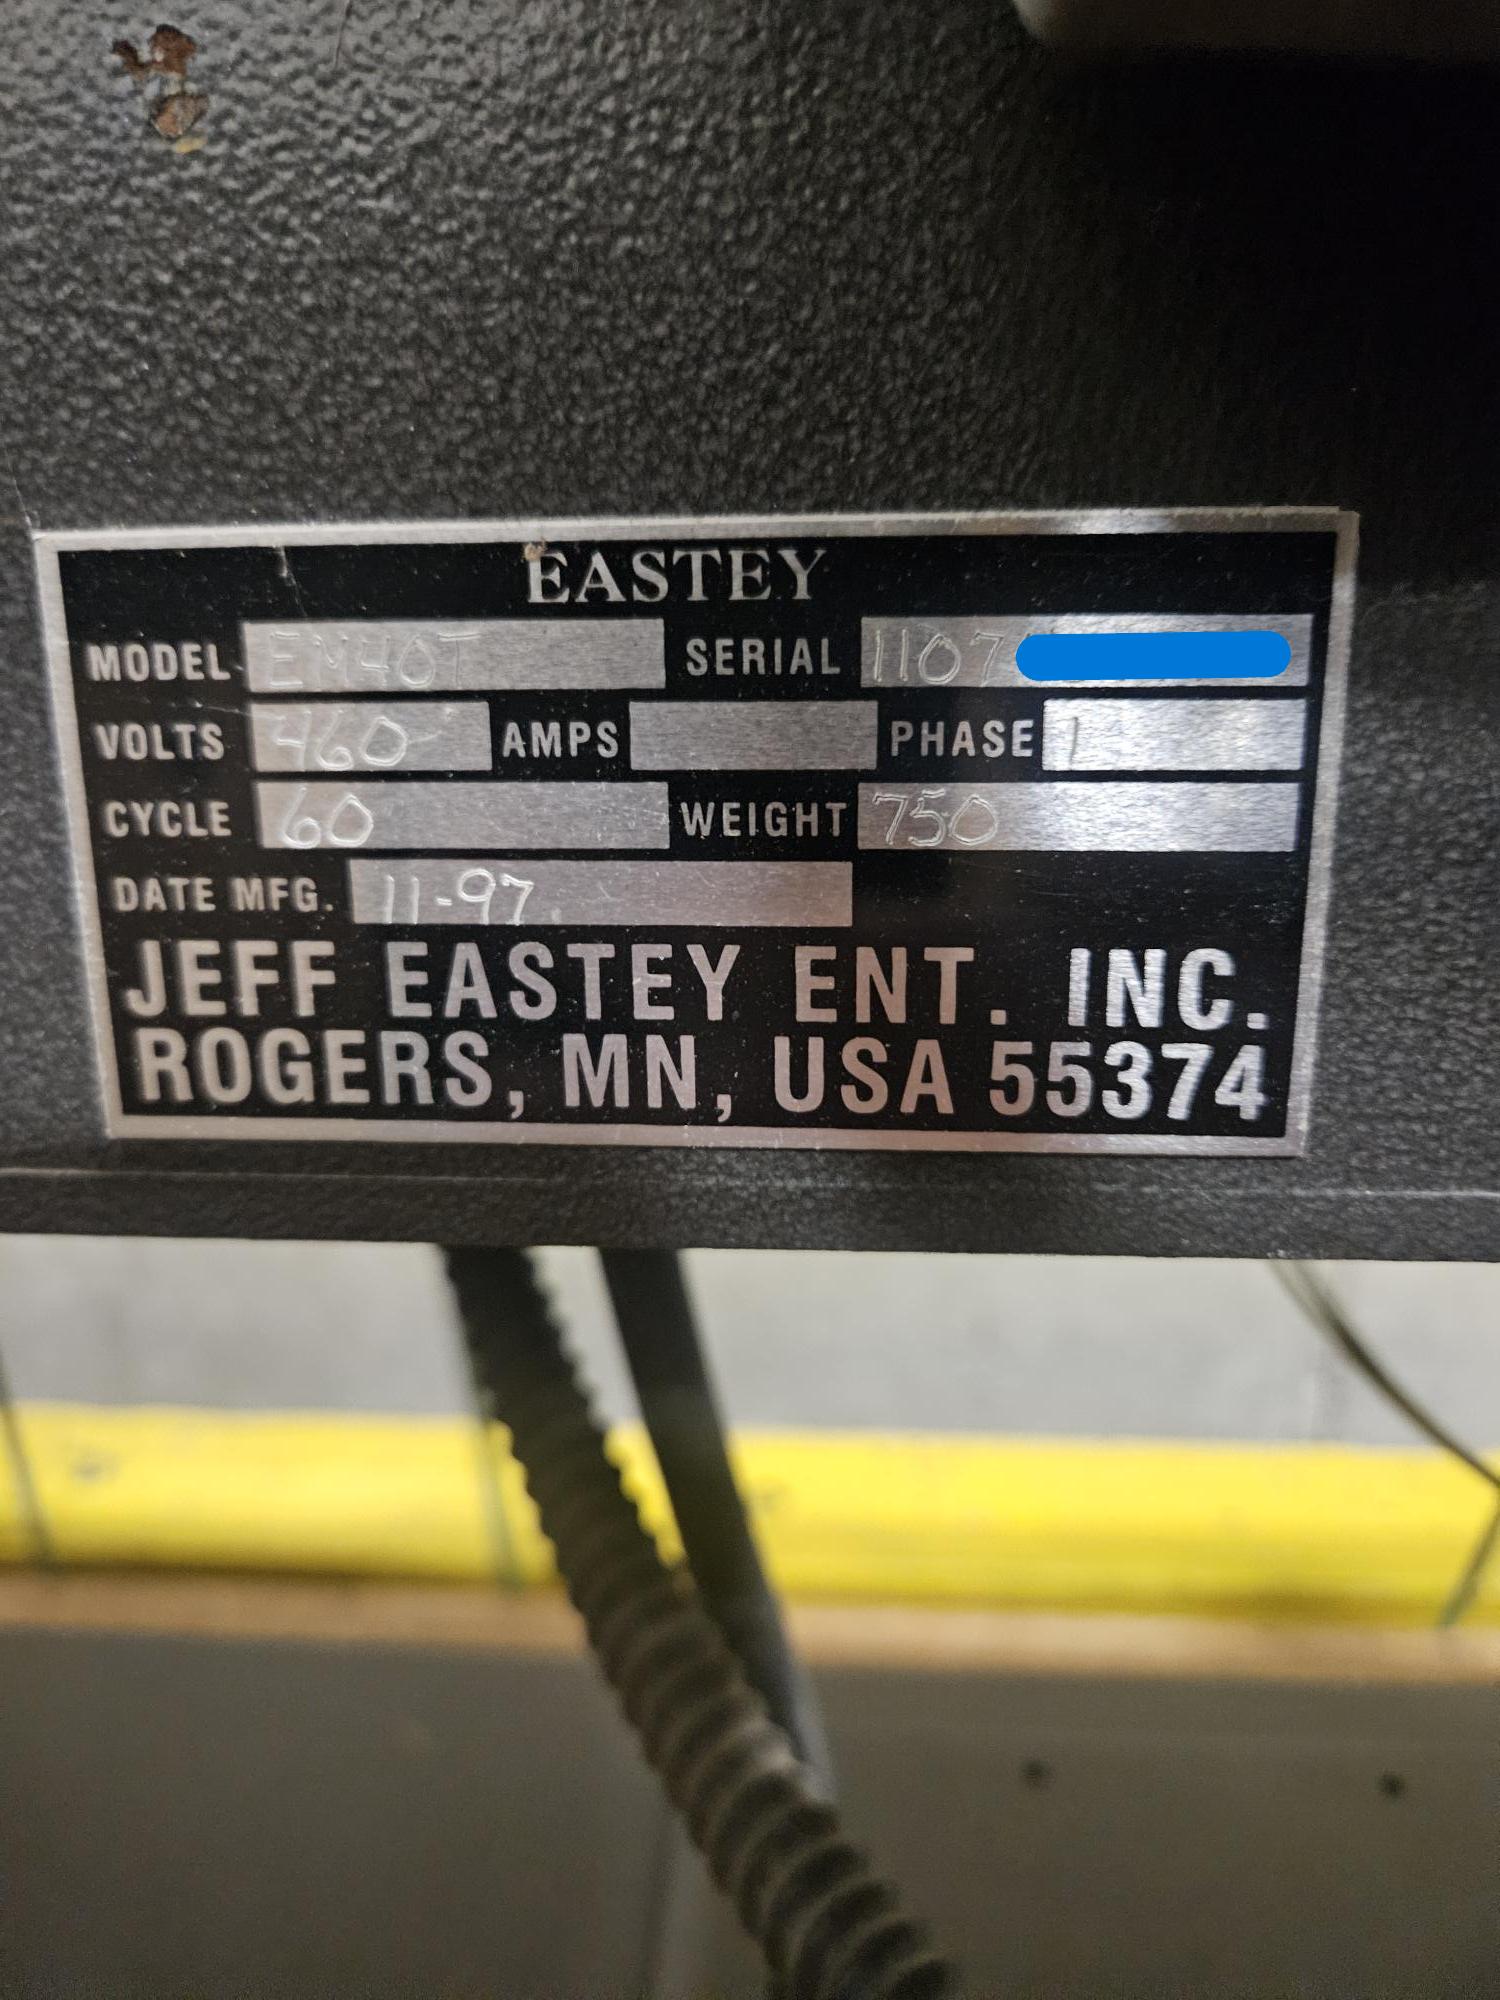 EASTEY
MODEL EM40T SERIAL 1107
VOLTS 460 AMPS PHASE 1
CYCLE 60 WEIGHT 750
DATE MFG. 11-97
JEFF EASTEY ENT. INC.
ROGERS, MN, USA 55374